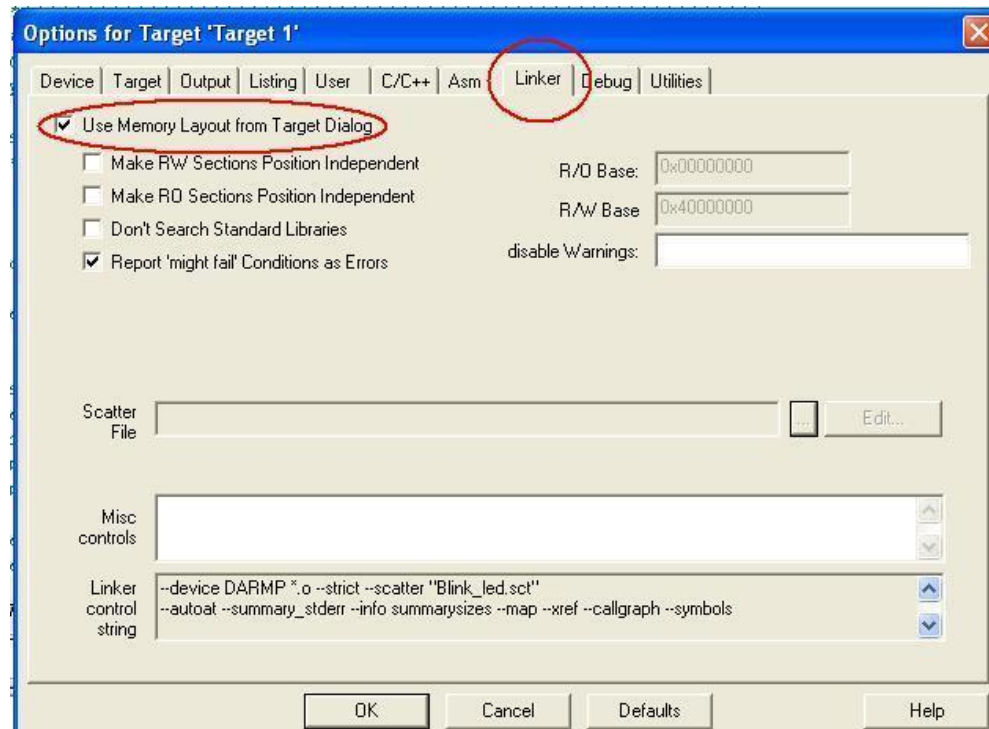 Options for Target 'Target 1'
Device Target Output Listing User C/C++ Asm Linker Debug Utilities
Use Memory Layout from Target Dialog
Make RW Sections Position Independent
Make RO Sections Position Independent
Don't Search Standard Libraries
Report 'might fail' Conditions as Errors
R/O Base: 0x00000000
R/W Base 0x40000000
disable Warnings:
Scatter
File
...
Edit...
Misc
controls
Linker
control
string
--device DARMP *.o --strict --scatter "Blink_led.sct"
--autoat --summary_stderr --info summarysizes --map --xref --callgraph --symbols
OK Cancel Defaults Help